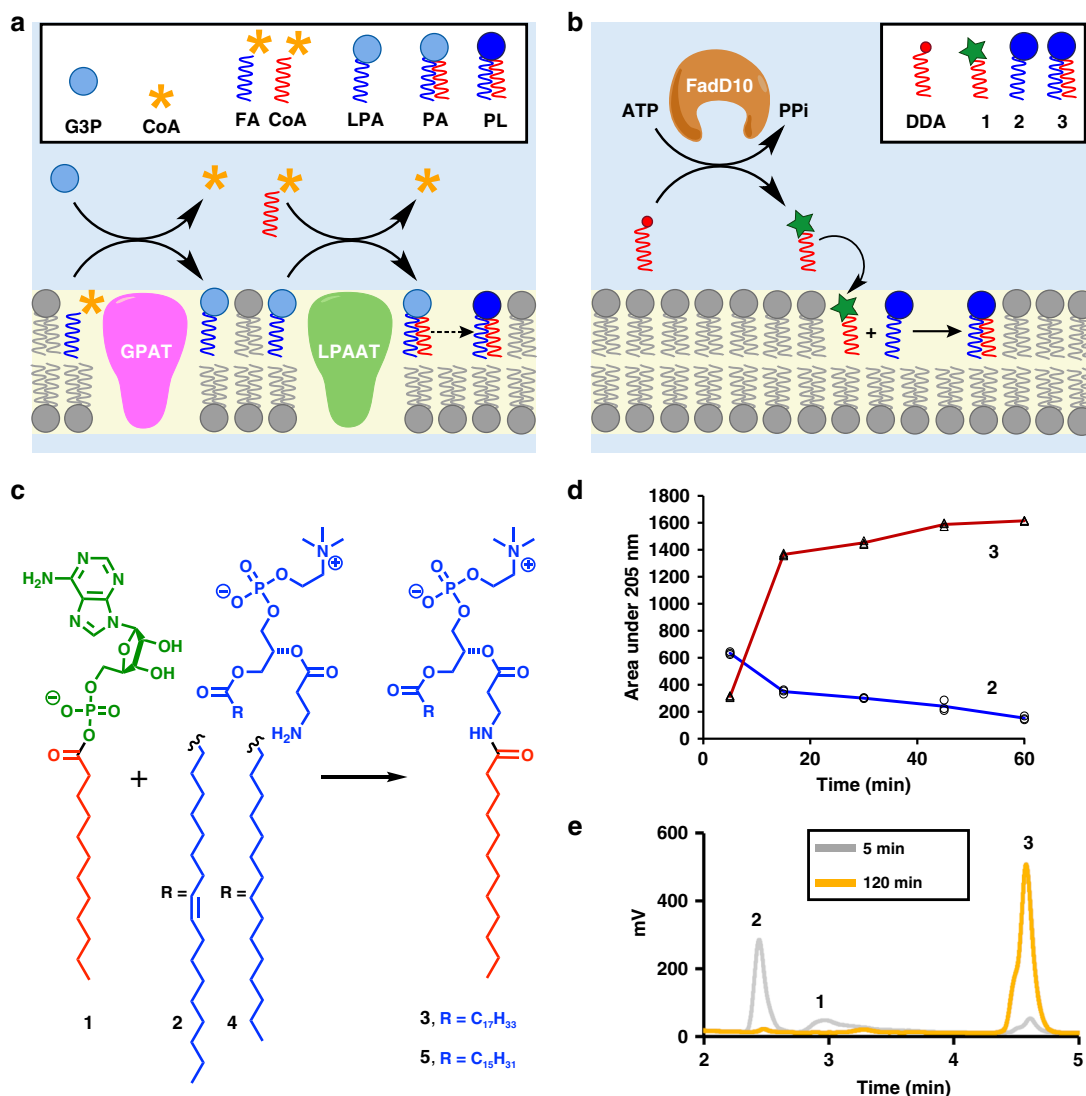 a
G3P
CoA
FA
CoA
LPA
PA
PL
GPAT
LPAAT
b
FadD10
ATP
PPi
DDA
1
2
3
+
c
NH₂
N
N
N
N
O
OH
OH
O
⊖
O
P
O
O
O
1
+
N
⊕
⊖
O
P
O
O
O
O
O
O
O
R
H₂N
R =
R =
2
4
N
⊕
⊖
O
P
O
O
O
O
O
O
O
R
HN
O
3, R = C₁₇H₃₃
5, R = C₁₅H₃₁
d
Area under 205 nm
1800
1600
1400
1200
1000
800
600
400
200
0
3
2
0
20
40
60
Time (min)
e
mV
600
400
200
0
5 min
120 min
2
1
3
2
3
4
5
Time (min)